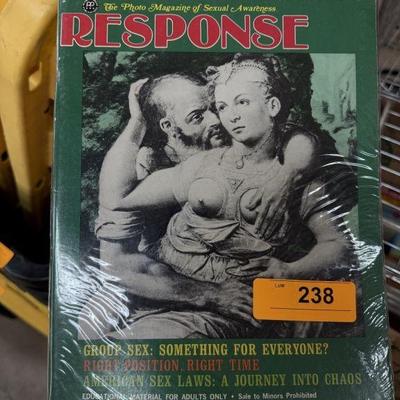 The Photo Magazine of Sexual Awareness
RESPONSE
Lot#
238
GROUP SEX: SOMETHING FOR EVERYONE?
RIGHT POSITION, RIGHT TIME
AMERICAN SEX LAWS: A JOURNEY INTO CHAOS
EDUCATIONAL MATERIAL FOR ADULTS ONLY • Sale to Minors Prohibited